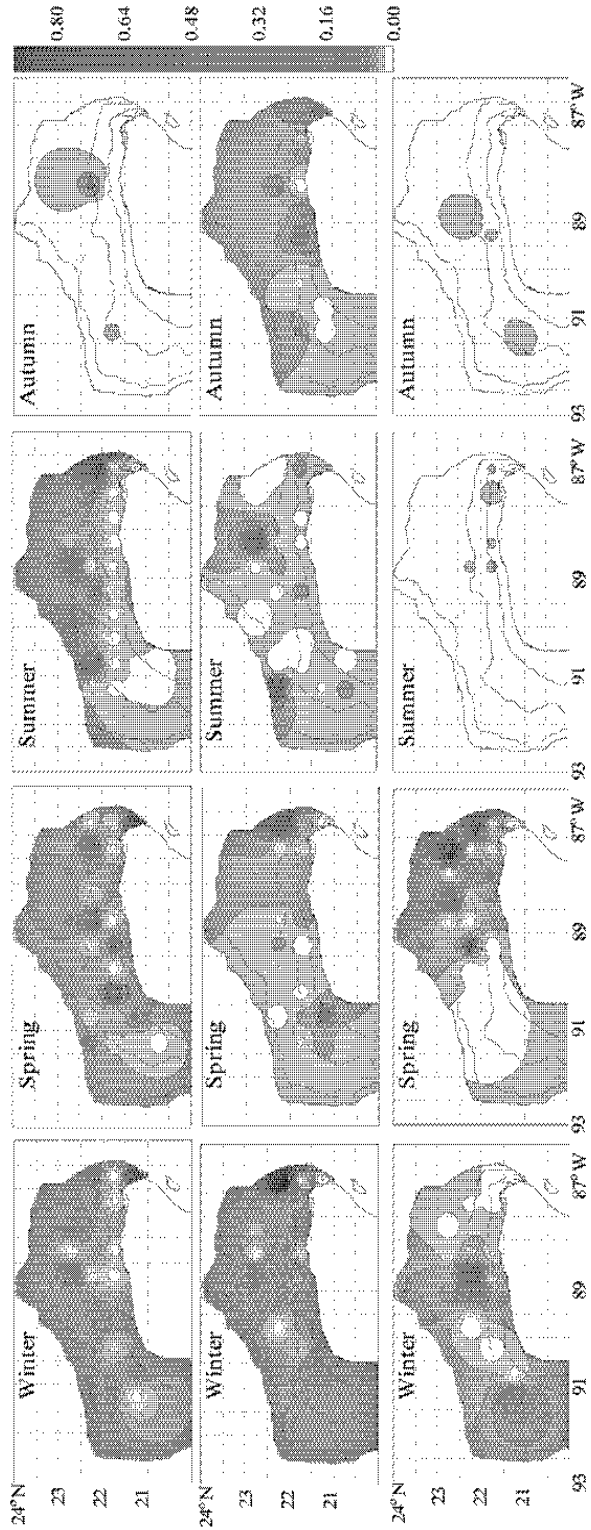 Winter Spring Summer Autumn
24°N
23
22
21
Winter Spring Summer Autumn
24°N
23
22
21
Winter Spring Summer Autumn
24°N
23
22
21
93 91 89 87°W 93 91 89 87°W 93 91 89 87°W 93 91 89 87°W
0.80
0.64
0.48
0.32
0.16
0.00